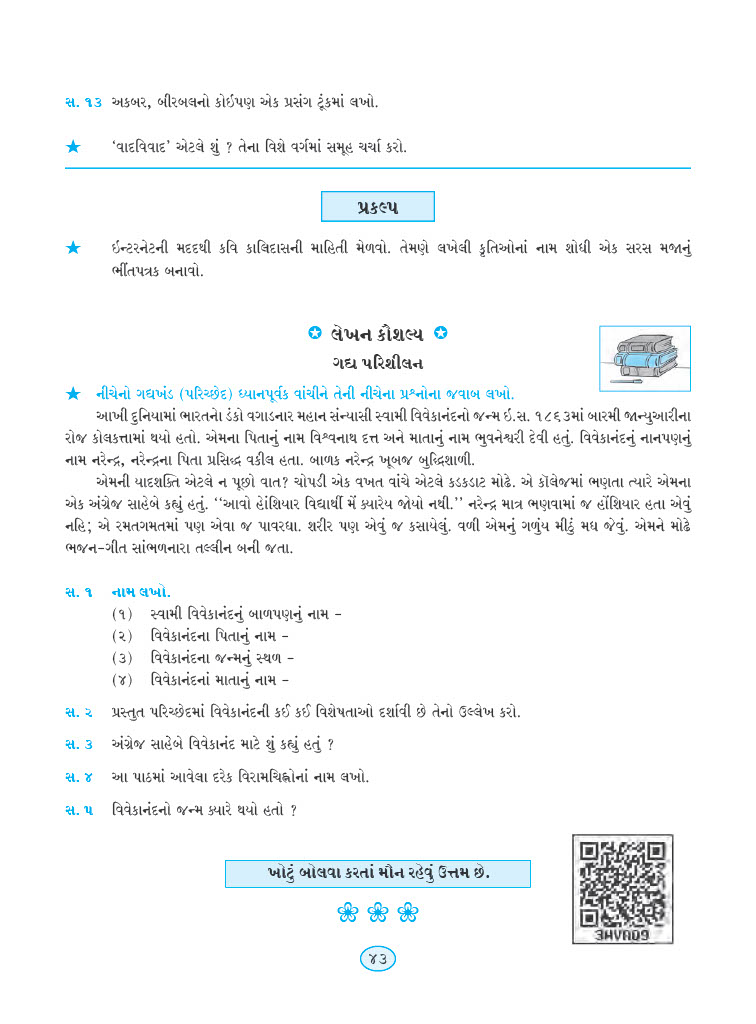 સ. ૧૩ અકબર, બીરબલનો કોઈપણ એક પ્રસંગ ટૂંકમાં લખો.
★ ‘વાદવિવાદ’ એટલે શું ? તેના વિશે વર્ગમાં સમૂહ ચર્ચા કરો.
પ્રકલ્પ
★ ઇન્ટરનેટની મદદથી કવિ કાલિદાસની માહિતી મેળવો. તેમણે લખેલી કૃતિઓનાં નામ શોધી એક સરસ મજાનું
ભીંતપત્રક બનાવો.
✪ લેખન કૌશલ્ય ✪
ગદ્ય પરિશીલન
★ નીચેનો ગદ્યખંડ (પરિચ્છેદ) ધ્યાનપૂર્વક વાંચીને તેની નીચેના પ્રશ્નોના જવાબ લખો.
આખી દુનિયામાં ભારતનો ડંકો વગાડનાર મહાન સંન્યાસી સ્વામી વિવેકાનંદનો જન્મ ઇ.સ. ૧૮૬૩માં બારમી જાન્યુઆરીના
રોજ કોલકત્તામાં થયો હતો. એમના પિતાનું નામ વિશ્વનાથ દત્ત અને માતાનું નામ ભુવનેશ્વરી દેવી હતું. વિવેકાનંદનું નાનપણનું
નામ નરેન્દ્ર, નરેન્દ્રના પિતા પ્રસિદ્ધ વકીલ હતા. બાળક નરેન્દ્ર ખૂબજ બુદ્ધિશાળી.
એમની યાદશક્તિ એટલે ન પૂછો વાત? ચોપડી એક વખત વાંચે એટલે કડકડાટ મોઢે. એ કૉલેજમાં ભણતા ત્યારે એમના
એક અંગ્રેજ સાહેબે કહ્યું હતું. ‘‘આવો હોંશિયાર વિદ્યાર્થી મેં ક્યારેય જોયો નથી.’’ નરેન્દ્ર માત્ર ભણવામાં જ હોંશિયાર હતા એવું
નહિ; એ રમતગમતમાં પણ એવા જ પાવરધા. શરીર પણ એવું જ કસાયેલું. વળી એમનું ગળુંય મીઠું મધ જેવું. એમને મોઢે
ભજન-ગીત સાંભળનારા તલ્લીન બની જતા.
સ. ૧ નામ લખો.
(૧) સ્વામી વિવેકાનંદનું બાળપણનું નામ -
(૨) વિવેકાનંદના પિતાનું નામ -
(૩) વિવેકાનંદના જન્મનું સ્થળ -
(૪) વિવેકાનંદનાં માતાનું નામ -
સ. ૨ પ્રસ્તુત પરિચ્છેદમાં વિવેકાનંદની કઈ કઈ વિશેષતાઓ દર્શાવી છે તેનો ઉલ્લેખ કરો.
સ. ૩ અંગ્રેજ સાહેબે વિવેકાનંદ માટે શું કહ્યું હતું ?
સ. ૪ આ પાઠમાં આવેલા દરેક વિરામચિહ્નોનાં નામ લખો.
સ. ૫ વિવેકાનંદનો જન્મ ક્યારે થયો હતો ?
ખોટું બોલવા કરતાં મૌન રહેવું ઉત્તમ છે.
3AVAD9
૪૩